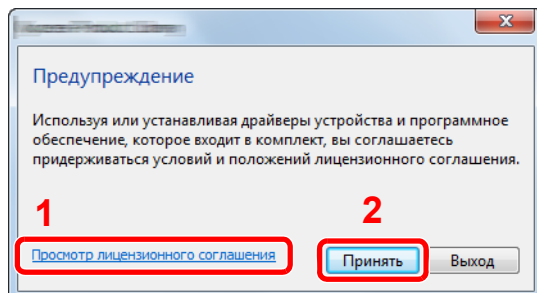 Предупреждение
Используя или устанавливая драйверы устройства и программное
обеспечение, которое входит в комплект, вы соглашаетесь
придерживаться условий и положений лицензионного соглашения.
1
2
Просмотр лицензионного соглашения
Принять
Выход